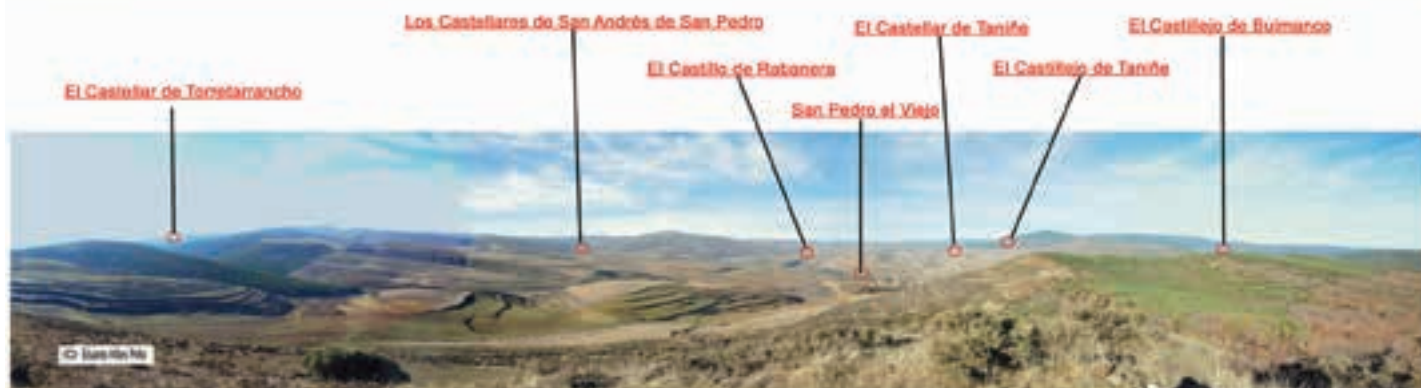 Los Castellares de San Andrés de San Pedro
El Castellar de Taniñe
El Castillejo de Buimanco
El Castillo de Rabanera
El Castillejo de Taniñe
El Castellar de Torretarrancho
San Pedro el Viejo